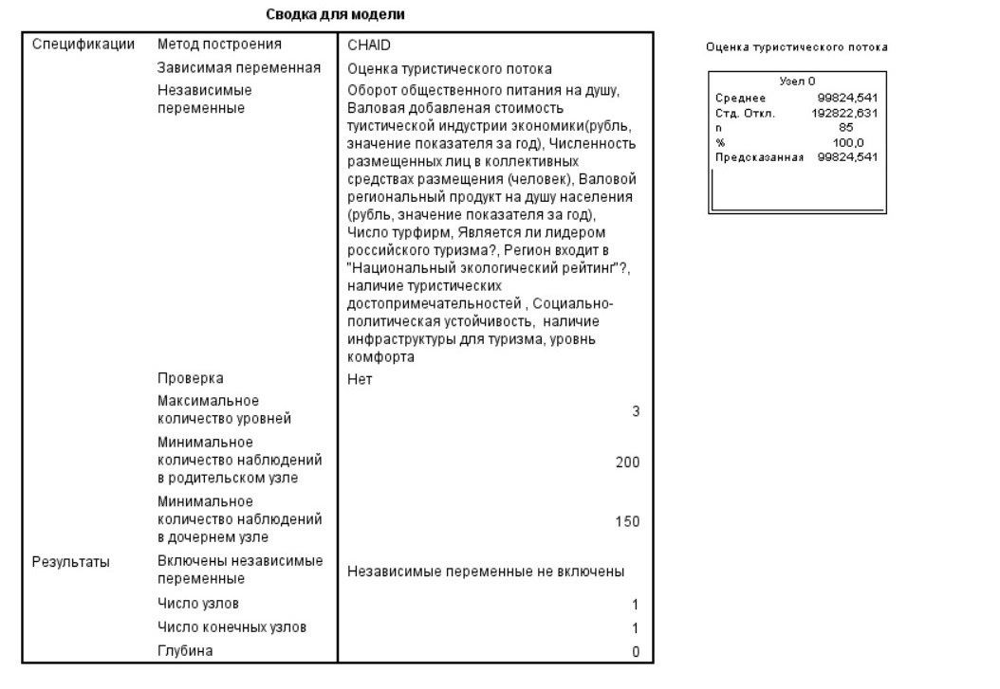 Сводка для модели
Спецификации
Метод построения
CHAID
Зависимая переменная
Оценка туристического потока
Независимые
переменные
Оборот общественного питания на душу,
Валовая добавленая стоимость
туистической индустрии экономики(рубль,
значение показателя за год), Численность
размещенных лиц в коллективных
средствах размещения (человек), Валовой
региональный продукт на душу населения
(рубль, значение показателя за год),
Число турфирм, Является ли лидером
российского туризма?, Регион входит в
"Национальный экологический рейтинг"?,
наличие туристических
достопримечательностей , Социально-
политическая устойчивость, наличие
инфраструктуры для туризма, уровнь
комфорта
Проверка
Нет
Максимальное
количество уровней
3
Минимальное
количество наблюдений
в родительском узле
200
Минимальное
количество наблюдений
в дочернем узле
150
Результаты
Включены независимые
переменные
Независимые переменные не включены
Число узлов
1
Число конечных узлов
1
Глубина
0
Оценка туристического потока
Узел 0
Среднее 99824,541
Стд. Откл. 192822,631
n 85
% 100,0
Предсказанная 99824,541